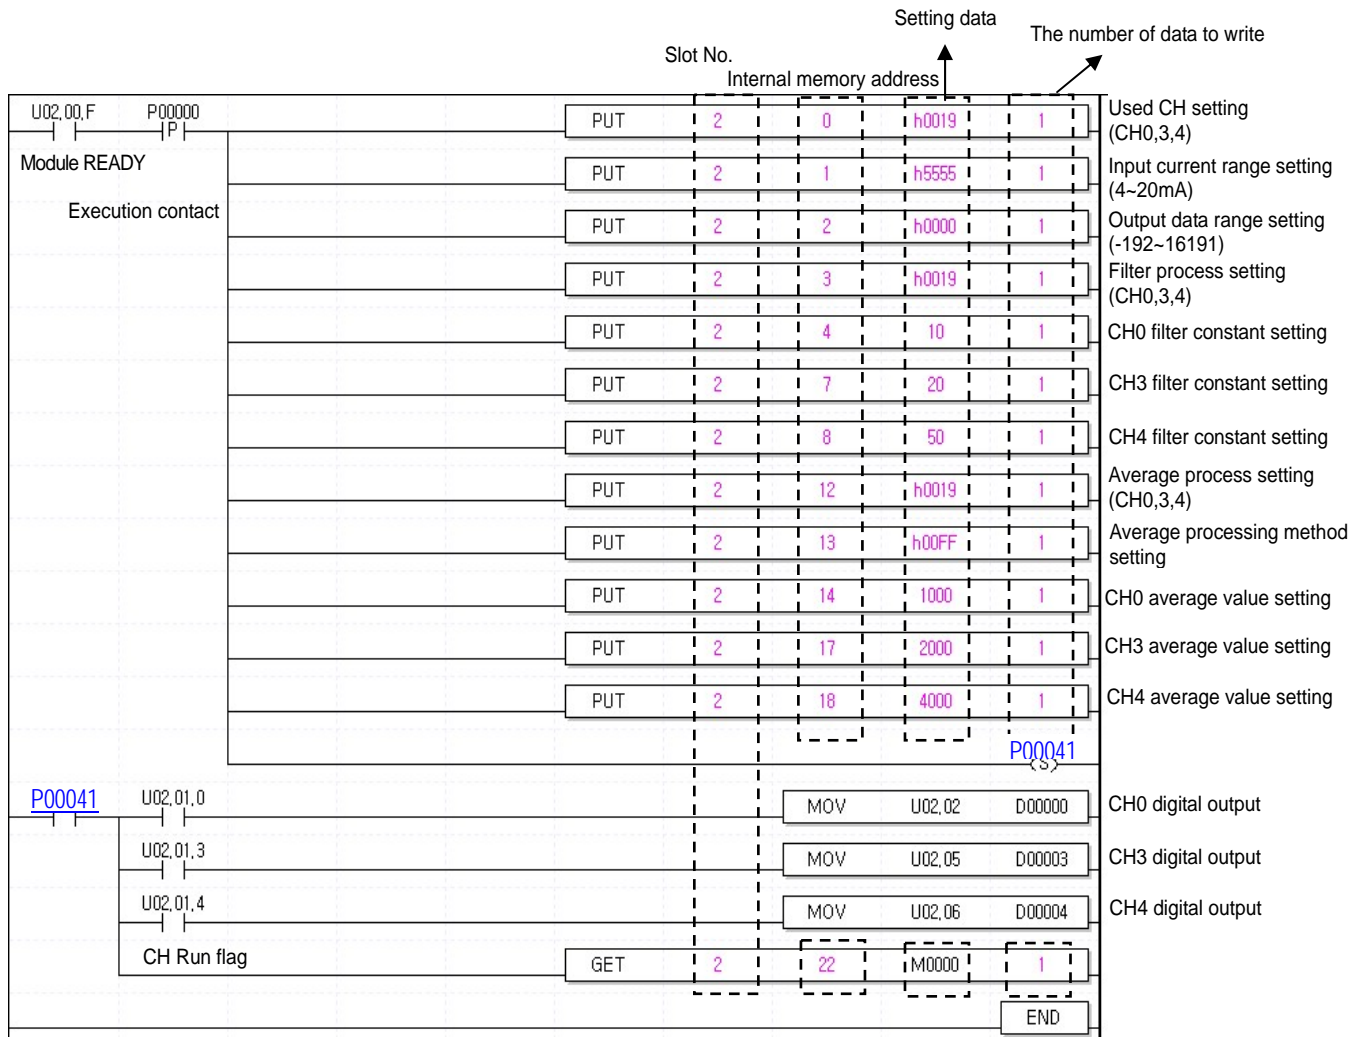 Setting data
The number of data to write
Slot No.
Internal memory address
U02,00,F P00000 PUT 2 0 h0019 1 Used CH setting
P
(CH0,3,4)
Module READY
PUT 2 1 h5555 1 Input current range setting
(4~20mA)
Execution contact
PUT 2 2 h0000 1 Output data range setting
(-192~16191)
PUT 2 3 h0019 1 Filter process setting
(CH0,3,4)
PUT 2 4 10 1 CH0 filter constant setting
PUT 2 7 20 1 CH3 filter constant setting
PUT 2 8 50 1 CH4 filter constant setting
PUT 2 12 h0019 1 Average process setting
(CH0,3,4)
PUT 2 13 h00FF 1 Average processing method
setting
PUT 2 14 1000 1 CH0 average value setting
PUT 2 17 2000 1 CH3 average value setting
PUT 2 18 4000 1 CH4 average value setting
P00041
(S)
P00041 U02,01,0 MOV U02,02 D00000 CH0 digital output
U02,01,3 MOV U02,05 D00003 CH3 digital output
U02,01,4 MOV U02,06 D00004 CH4 digital output
CH Run flag
GET 2 22 M0000 1
END